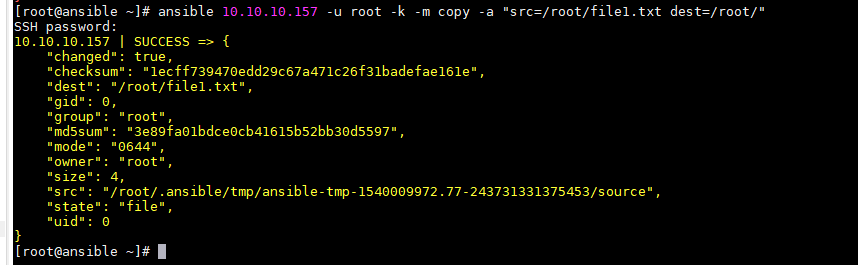 [root@ansible ~]# ansible 10.10.10.157 -u root -k -m copy -a "src=/root/file1.txt dest=/root/"
SSH password:
10.10.10.157 | SUCCESS => {
    "changed": true,
    "checksum": "1ecff739470edd29c67a471c26f31badefae161e",
    "dest": "/root/file1.txt",
    "gid": 0,
    "group": "root",
    "md5sum": "3e89fa01bdce0cb41615b52bb30d5597",
    "mode": "0644",
    "owner": "root",
    "size": 4,
    "src": "/root/.ansible/tmp/ansible-tmp-1540009972.77-243731331375453/source",
    "state": "file",
    "uid": 0
}
[root@ansible ~]#